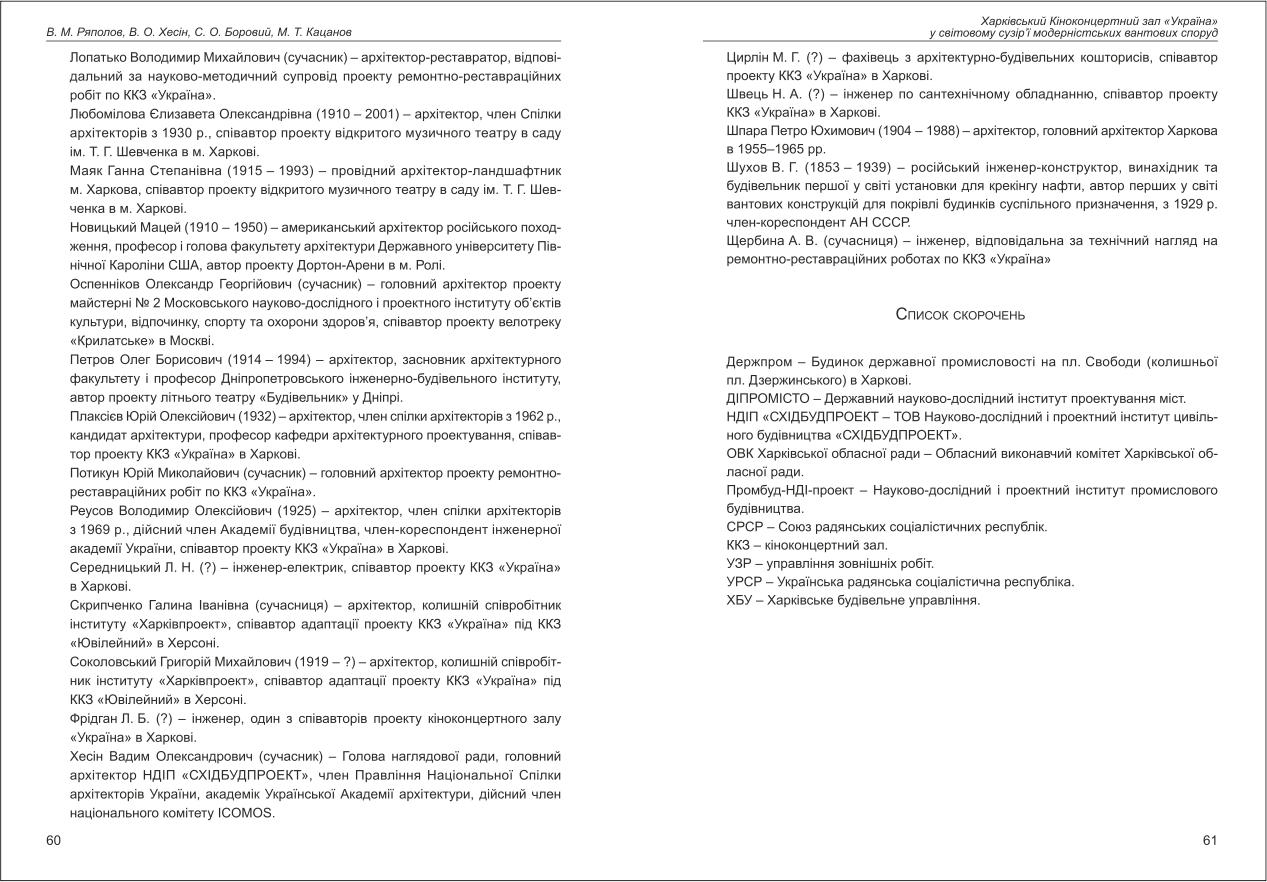 В. М. Ряполов, В. О. Хесін, С. О. Боровий, М. Т. Кацанов
Лопатько Володимир Михайлович (сучасник) – архітектор-реставратор, відпові-
дальний за науково-методичний супровід проекту ремонтно-реставраційних
робіт по ККЗ «Україна».
Любомілова Єлизавета Олександрівна (1910 – 2001) – архітектор, член Спілки
архітекторів з 1930 р., співавтор проекту відкритого музичного театру в саду
ім. Т. Г. Шевченка в м. Харкові.
Маяк Ганна Степанівна (1915 – 1993) – провідний архітектор-ландшафтник
м. Харкова, співавтор проекту відкритого музичного театру в саду ім. Т. Г. Шев-
ченка в м. Харкові.
Новицький Мацей (1910 – 1950) – американський архітектор російського поход-
ження, професор і голова факультету архітектури Державного університету Пів-
нічної Кароліни США, автор проекту Дортон-Арени в м. Ролі.
Оспенніков Олександр Георгійович (сучасник) – головний архітектор проекту
майстерні № 2 Московського науково-дослідного і проектного інституту об’єктів
культури, відпочинку, спорту та охорони здоров’я, співавтор проекту велотреку
«Крилатське» в Москві.
Петров Олег Борисович (1914 – 1994) – архітектор, засновник архітектурного
факультету і професор Дніпропетровського інженерно-будівельного інституту,
автор проекту літнього театру «Будівельник» у Дніпрі.
Плаксієв Юрій Олексійович (1932) – архітектор, член спілки архітекторів з 1962 р.,
кандидат архітектури, професор кафедри архітектурного проектування, співав-
тор проекту ККЗ «Україна» в Харкові.
Потикун Юрій Миколайович (сучасник) – головний архітектор проекту ремонтно-
реставраційних робіт по ККЗ «Україна».
Реусов Володимир Олексійович (1925) – архітектор, член спілки архітекторів
з 1969 р., дійсний член Академії будівництва, член-кореспондент інженерної
академії України, співавтор проекту ККЗ «Україна» в Харкові.
Середницький Л. Н. (?) – інженер-електрик, співавтор проекту ККЗ «Україна»
в Харкові.
Скрипченко Галина Іванівна (сучасниця) – архітектор, колишній співробітник
інституту «Харківпроект», співавтор адаптації проекту ККЗ «Україна» під ККЗ
«Ювілейний» в Херсоні.
Соколовський Григорій Михайлович (1919 – ?) – архітектор, колишній співробіт-
ник інституту «Харківпроект», співавтор адаптації проекту ККЗ «Україна» під
ККЗ «Ювілейний» в Херсоні.
Фрідган Л. Б. (?) – інженер, один з співавторів проекту кіноконцертного залу
«Україна» в Харкові.
Хесін Вадим Олександрович (сучасник) – Голова наглядової ради, головний
архітектор НДІП «СХІДБУДПРОЕКТ», член Правління Національної Спілки
архітекторів України, академік Української Академії архітектури, дійсний член
національного комітету ICOMOS.
60
Харківський Кіноконцертний зал «Україна»
у світовому сузір’ї модерністських вантових споруд
Цирлін М. Г. (?) – фахівець з архітектурно-будівельних кошторисів, співавтор
проекту ККЗ «Україна» в Харкові.
Швець Н. А. (?) – інженер по сантехнічному обладнанню, співавтор проекту
ККЗ «Україна» в Харкові.
Шпара Петро Юхимович (1904 – 1988) – архітектор, головний архітектор Харкова
в 1955–1965 рр.
Шухов В. Г. (1853 – 1939) – російський інженер-конструктор, винахідник та
будівельник першої у світі установки для крекінгу нафти, автор перших у світі
вантових конструкцій для покрівлі будинків суспільного призначення, з 1929 р.
член-кореспондент АН СССР.
Щербина А. В. (сучасниця) – інженер, відповідальна за технічний нагляд на
ремонтно-реставраційних роботах по ККЗ «Україна»
Список скорочень
Держпром – Будинок державної промисловості на пл. Свободи (колишньої
пл. Дзержинського) в Харкові.
ДІПРОМІСТО – Державний науково-дослідний інститут проектування міст.
НДІП «СХІДБУДПРОЕКТ – ТОВ Науково-дослідний і проектний інститут цивіль-
ного будівництва «СХІДБУДПРОЕКТ».
ОВК Харківської обласної ради – Обласний виконавчий комітет Харківської об-
ласної ради.
Промбуд-НДІ-проект – Науково-дослідний і проектний інститут промислового
будівництва.
СРСР – Союз радянських соціалістичних республік.
ККЗ – кіноконцертний зал.
УЗР – управління зовнішніх робіт.
УРСР – Українська радянська соціалістична республіка.
ХБУ – Харківське будівельне управління.
61